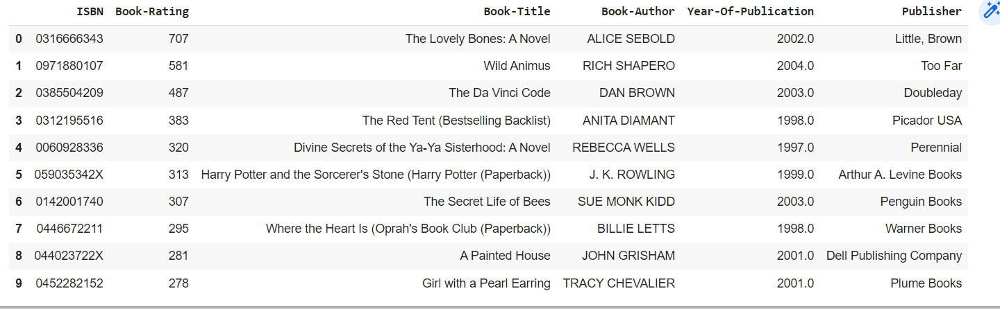 ISBN Book-Rating Book-Title Book-Author Year-Of-Publication Publisher
0 0316666343 707 The Lovely Bones: A Novel ALICE SEBOLD 2002.0 Little, Brown
1 0971880107 581 Wild Animus RICH SHAPERO 2004.0 Too Far
2 0385504209 487 The Da Vinci Code DAN BROWN 2003.0 Doubleday
3 0312195516 383 The Red Tent (Bestselling Backlist) ANITA DIAMANT 1998.0 Picador USA
4 0060928336 320 Divine Secrets of the Ya-Ya Sisterhood: A Novel REBECCA WELLS 1997.0 Perennial
5 059035342X 313 Harry Potter and the Sorcerer's Stone (Harry Potter (Paperback)) J. K. ROWLING 1999.0 Arthur A. Levine Books
6 0142001740 307 The Secret Life of Bees SUE MONK KIDD 2003.0 Penguin Books
7 0446672211 295 Where the Heart Is (Oprah's Book Club (Paperback)) BILLIE LETTS 1998.0 Warner Books
8 044023722X 281 A Painted House JOHN GRISHAM 2001.0 Dell Publishing Company
9 0452282152 278 Girl with a Pearl Earring TRACY CHEVALIER 2001.0 Plume Books